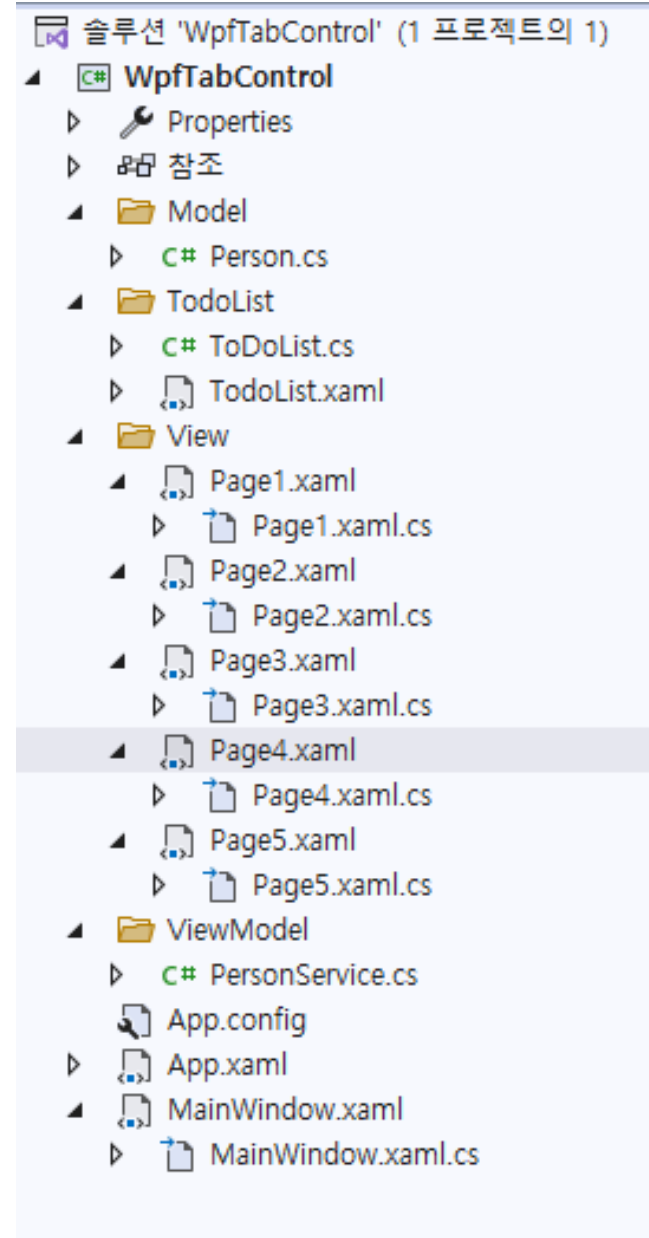 솔루션 'WpfTabControl' (1 프로젝트의 1)
C# WpfTabControl
Properties
참조
Model
C# Person.cs
TodoList
C# ToDoList.cs
TodoList.xaml
View
Page1.xaml
Page1.xaml.cs
Page2.xaml
Page2.xaml.cs
Page3.xaml
Page3.xaml.cs
Page4.xaml
Page4.xaml.cs
Page5.xaml
Page5.xaml.cs
ViewModel
C# PersonService.cs
App.config
App.xaml
MainWindow.xaml
MainWindow.xaml.cs